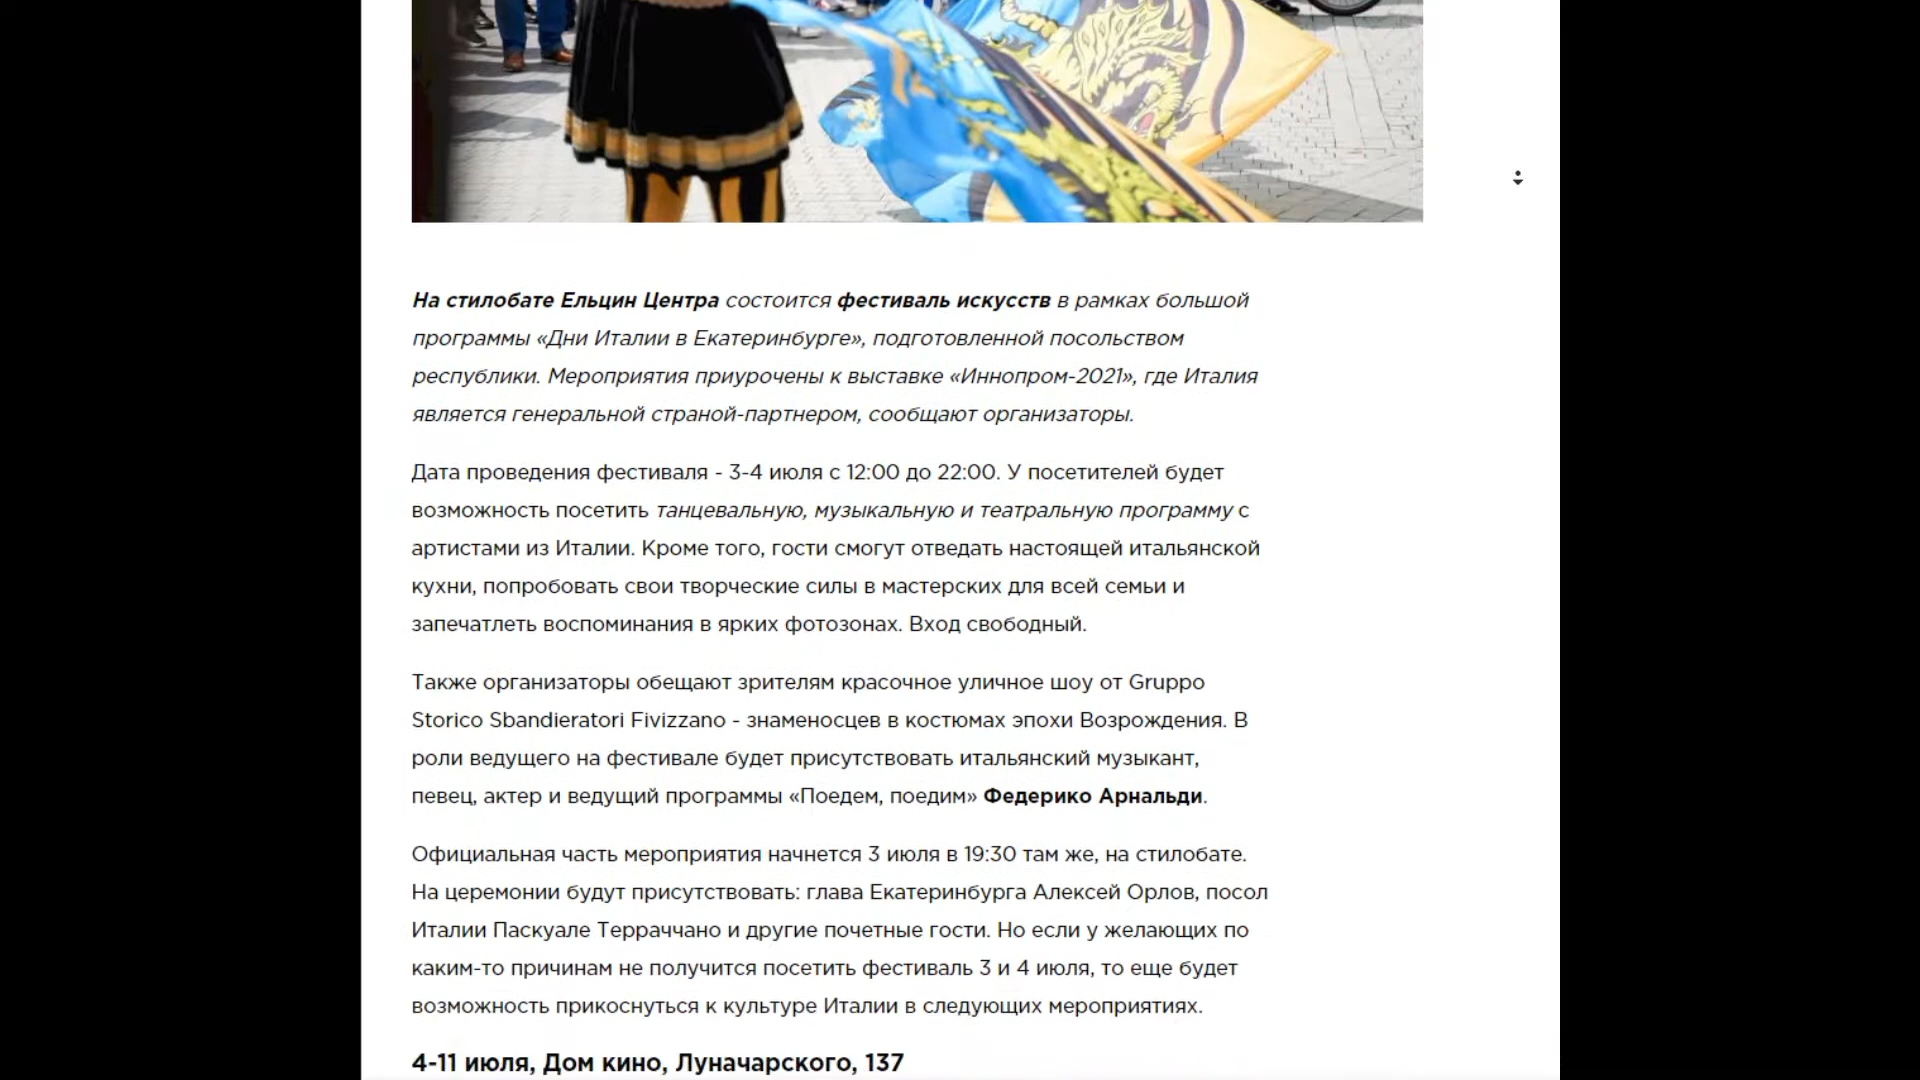 На стилобате Ельцин Центра состоится фестиваль искусств в рамках большой
программы «Дни Италии в Екатеринбурге», подготовленной посольством
республики. Мероприятия приурочены к выставке «Иннопром-2021», где Италия
является генеральной страной-партнером, сообщают организаторы.
Дата проведения фестиваля - 3-4 июля с 12:00 до 22:00. У посетителей будет
возможность посетить танцевальную, музыкальную и театральную программу с
артистами из Италии. Кроме того, гости смогут отведать настоящей итальянской
кухни, попробовать свои творческие силы в мастерских для всей семьи и
запечатлеть воспоминания в ярких фотозонах. Вход свободный.
Также организаторы обещают зрителям красочное уличное шоу от Gruppo
Storico Sbandieratori Fivizzano - знаменосцев в костюмах эпохи Возрождения. В
роли ведущего на фестивале будет присутствовать итальянский музыкант,
певец, актер и ведущий программы «Поедем, поедим» Федерико Арнальди.
Официальная часть мероприятия начнется 3 июля в 19:30 там же, на стилобате.
На церемонии будут присутствовать: глава Екатеринбурга Алексей Орлов, посол
Италии Паскуале Терраччано и другие почетные гости. Но если у желающих по
каким-то причинам не получится посетить фестиваль 3 и 4 июля, то еще будет
возможность прикоснуться к культуре Италии в следующих мероприятиях.
4-11 июля, Дом кино, Луначарского, 137